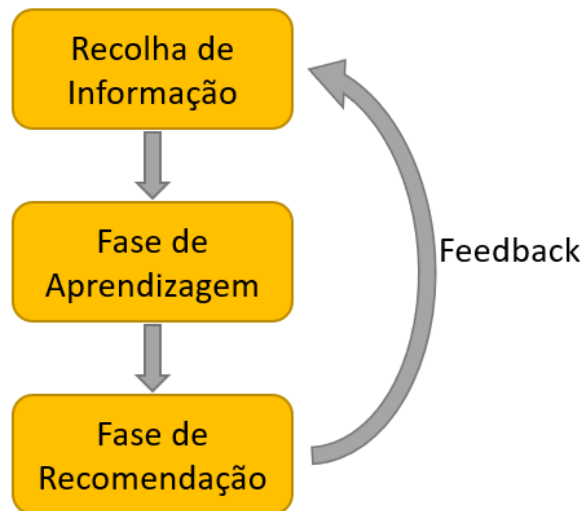 Recolha de
Informação
Fase de
Aprendizagem
Feedback
Fase de
Recomendação